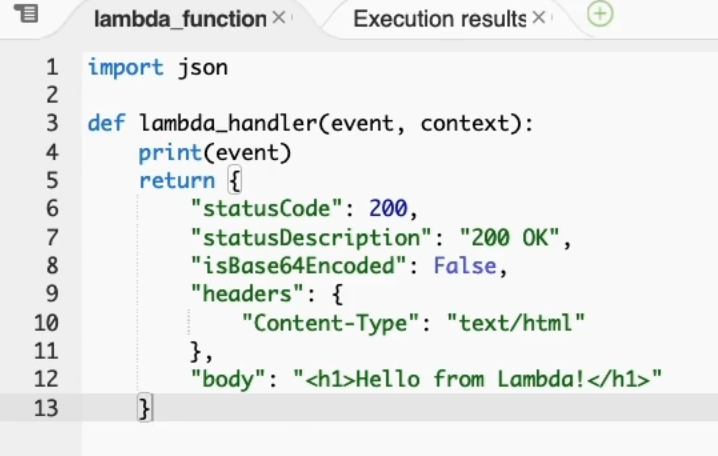 lambda_function × Execution results ×
1 import json
2
3 def lambda_handler(event, context):
4     print(event)
5     return {
6         "statusCode": 200,
7         "statusDescription": "200 OK",
8         "isBase64Encoded": False,
9         "headers": {
10             "Content-Type": "text/html"
11         },
12         "body": "<h1>Hello from Lambda!</h1>"
13     }